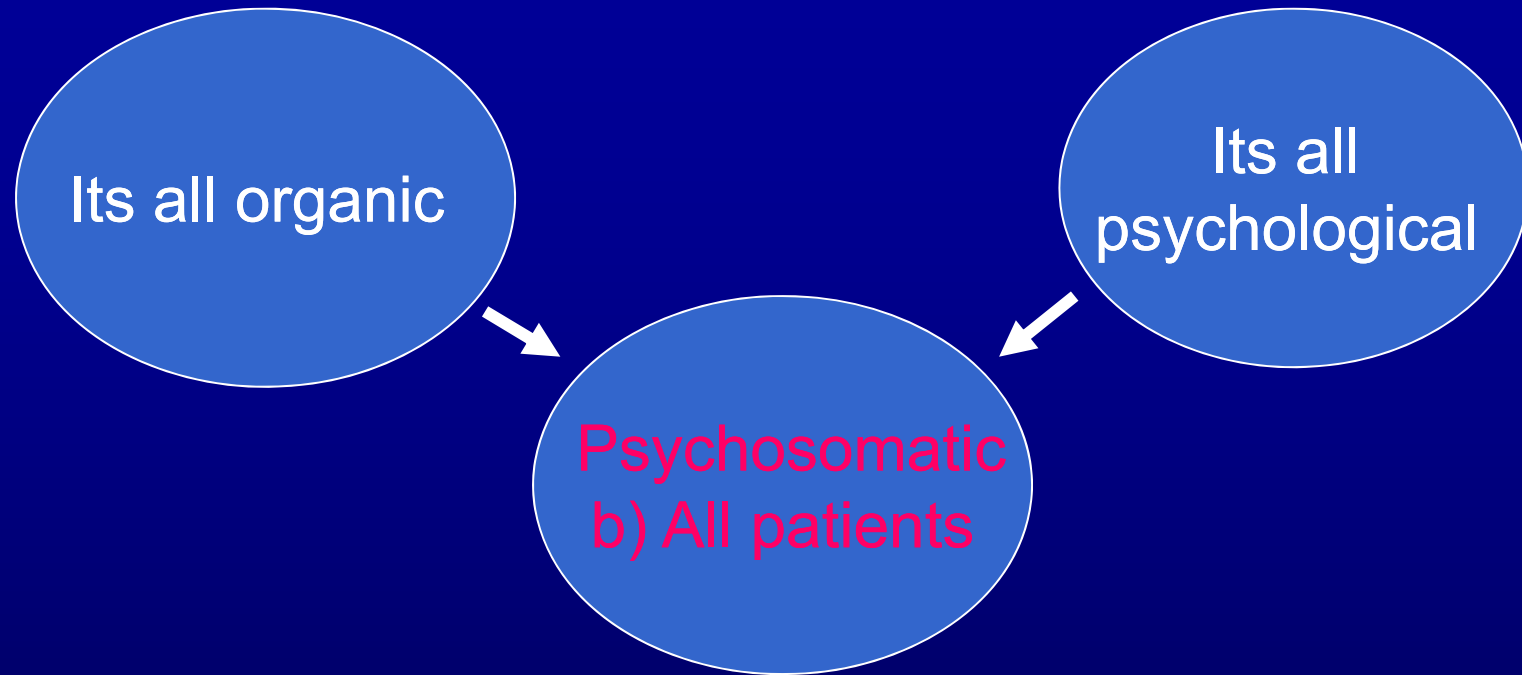 Its all organic
Its all
psychological
Psychosomatic
b) All patients